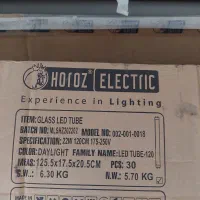 HOROZ ELECTRIC
Experience in Lighting
ITEM: GLASS LED TUBE
BATCH NO:
MODEL NO: 002-001-0018
SPECIFICATION: 22W 120CM 175-250V
COLOR: DAYLIGHT FAMILY NAME: LED TUBE-120
MEAS: 125.5x17.5x20.5CM PCS: 30
G.W.: 6.30 KG N.W.: 5.70 KG